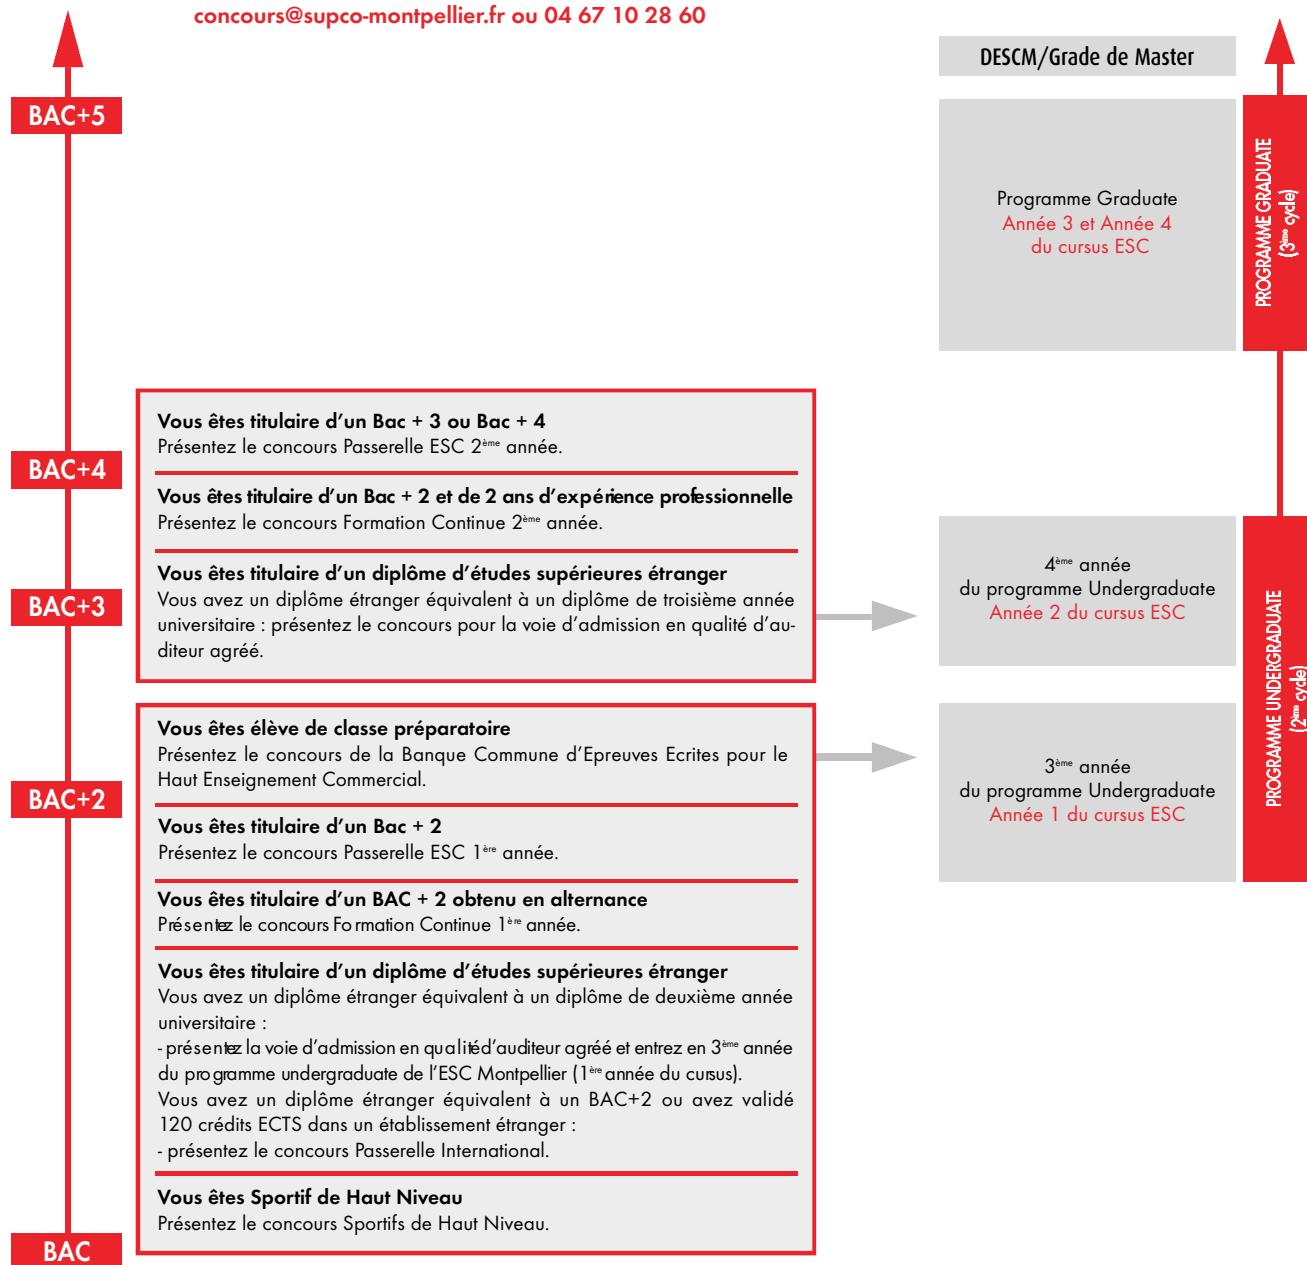 concours@supco-montpellier.fr ou 04 67 10 28 60
DESCM/Grade de Master
BAC+5
Programme Graduate
Année 3 et Année 4
du cursus ESC
PROGRAMME GRADUATE
(3ème cycle)
Vous êtes titulaire d'un Bac + 3 ou Bac + 4
Présentez le concours Passerelle ESC 2ème année.
BAC+4
Vous êtes titulaire d'un Bac + 2 et de 2 ans d'expérience professionnelle
Présentez le concours Formation Continue 2ème année.
Vous êtes titulaire d'un diplôme d'études supérieures étranger
Vous avez un diplôme étranger équivalent à un diplôme de troisième année
universitaire : présentez le concours pour la voie d'admission en qualité d'au-
diteur agréé.
BAC+3
4ème année
du programme Undergraduate
Année 2 du cursus ESC
PROGRAMME UNDERGRADUATE
(2ème cycle)
Vous êtes élève de classe préparatoire
Présentez le concours de la Banque Commune d'Epreuves Ecrites pour le
Haut Enseignement Commercial.
3ème année
du programme Undergraduate
Année 1 du cursus ESC
BAC+2
Vous êtes titulaire d'un Bac + 2
Présentez le concours Passerelle ESC 1ère année.
Vous êtes titulaire d'un BAC + 2 obtenu en alternance
Présentez le concours Formation Continue 1ère année.
Vous êtes titulaire d'un diplôme d'études supérieures étranger
Vous avez un diplôme étranger équivalent à un diplôme de deuxième année
universitaire :
- présentez la voie d'admission en qualité d'auditeur agréé et entrez en 3ème année
du programme undergraduate de l'ESC Montpellier (1ère année du cursus).
Vous avez un diplôme étranger équivalent à un BAC+2 ou avez validé
120 crédits ECTS dans un établissement étranger :
- présentez le concours Passerelle International.
Vous êtes Sportif de Haut Niveau
Présentez le concours Sportifs de Haut Niveau.
BAC